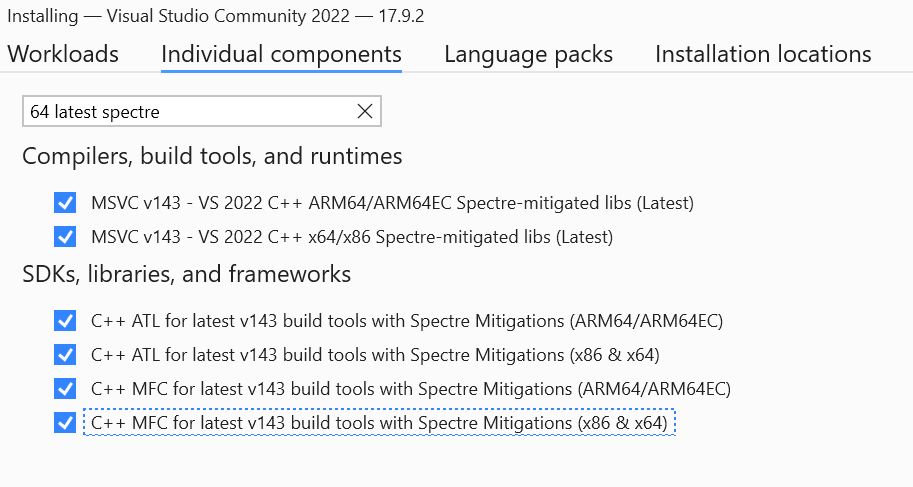 Installing — Visual Studio Community 2022 — 17.9.2
Workloads Individual components Language packs Installation locations
64 latest spectre
Compilers, build tools, and runtimes
MSVC v143 - VS 2022 C++ ARM64/ARM64EC Spectre-mitigated libs (Latest)
MSVC v143 - VS 2022 C++ x64/x86 Spectre-mitigated libs (Latest)
SDKs, libraries, and frameworks
C++ ATL for latest v143 build tools with Spectre Mitigations (ARM64/ARM64EC)
C++ ATL for latest v143 build tools with Spectre Mitigations (x86 & x64)
C++ MFC for latest v143 build tools with Spectre Mitigations (ARM64/ARM64EC)
C++ MFC for latest v143 build tools with Spectre Mitigations (x86 & x64)